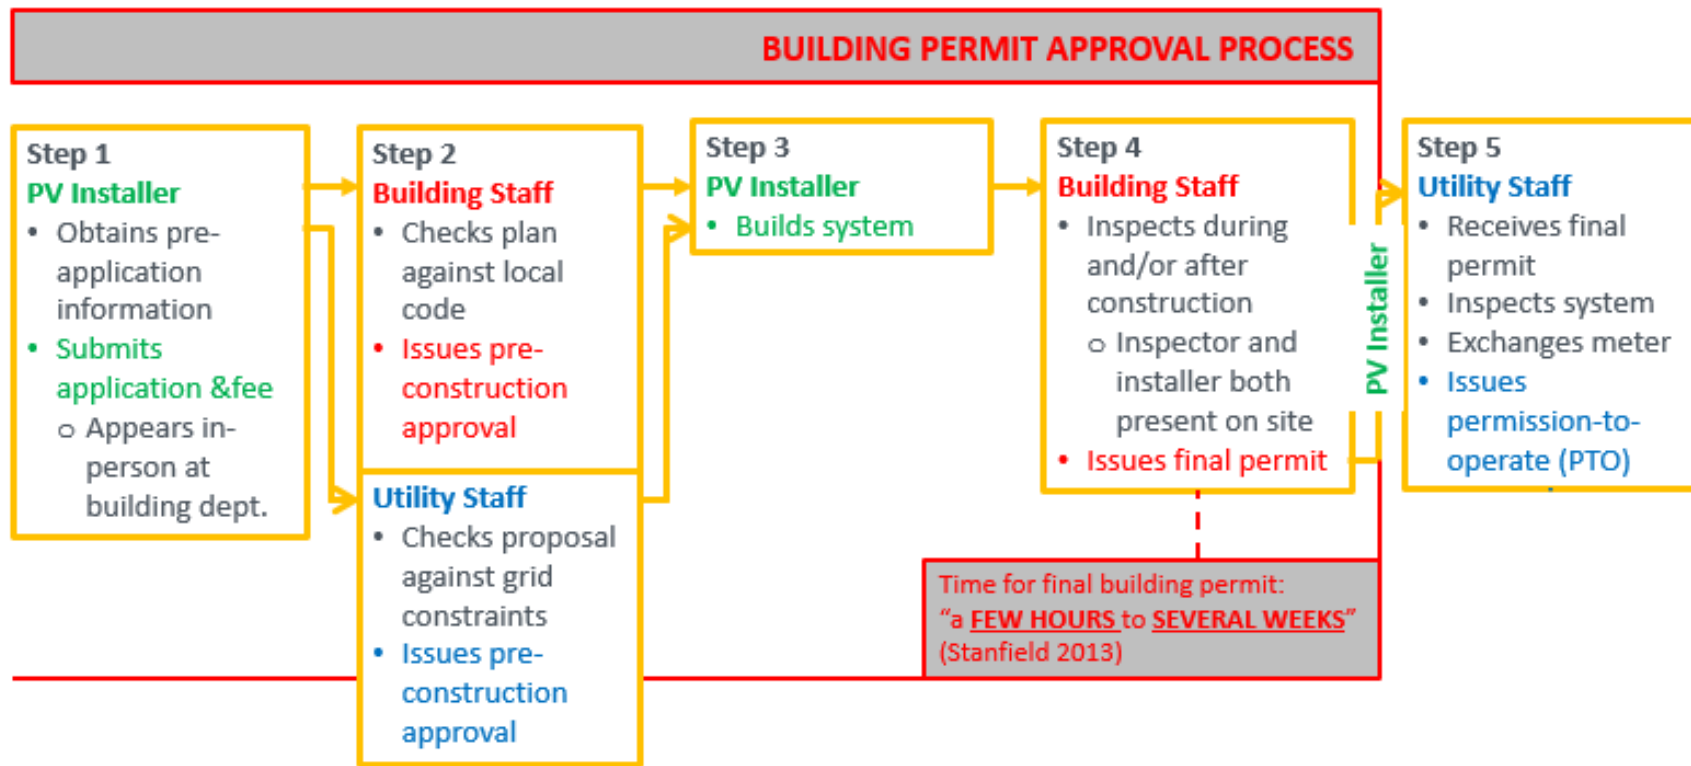 BUILDING PERMIT APPROVAL PROCESS
Step 1
PV Installer
• Obtains pre-
application
information
• Submits
application &fee
o Appears in-
person at
building dept.
Step 2
Building Staff
• Checks plan
against local
code
• Issues pre-
construction
approval
Utility Staff
• Checks proposal
against grid
constraints
• Issues pre-
construction
approval
Step 3
PV Installer
• Builds system
Step 4
Building Staff
• Inspects during
and/or after
construction
o Inspector and
installer both
present on site
• Issues final permit
Time for final building permit:
“a FEW HOURS to SEVERAL WEEKS”
(Stanfield 2013)
PV Installer
Step 5
Utility Staff
• Receives final
permit
• Inspects system
• Exchanges meter
• Issues
permission-to-
operate (PTO)